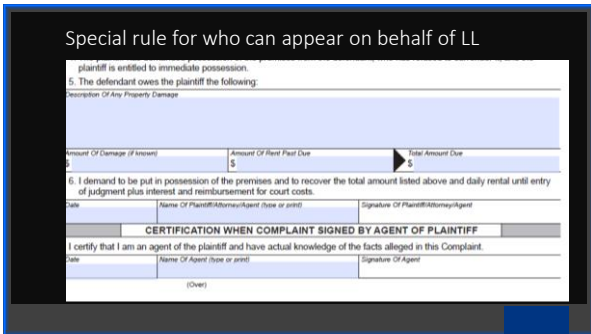 Special rule for who can appear on behalf of LL
plaintiff is entitled to immediate possession.
5. The defendant owes the plaintiff the following:
Description Of Any Property Damage
Amount Of Damage (if known)
$
Amount Of Rent Past Due
$
Total Amount Due
$
6. I demand to be put in possession of the premises and to recover the total amount listed above and daily rental until entry
of judgment plus interest and reimbursement for court costs.
Date
Name Of Plaintiff/Attorney/Agent (type or print)
Signature Of Plaintiff/Attorney/Agent
CERTIFICATION WHEN COMPLAINT SIGNED BY AGENT OF PLAINTIFF
I certify that I am an agent of the plaintiff and have actual knowledge of the facts alleged in this Complaint.
Date
Name Of Agent (type or print)
Signature Of Agent
(Over)